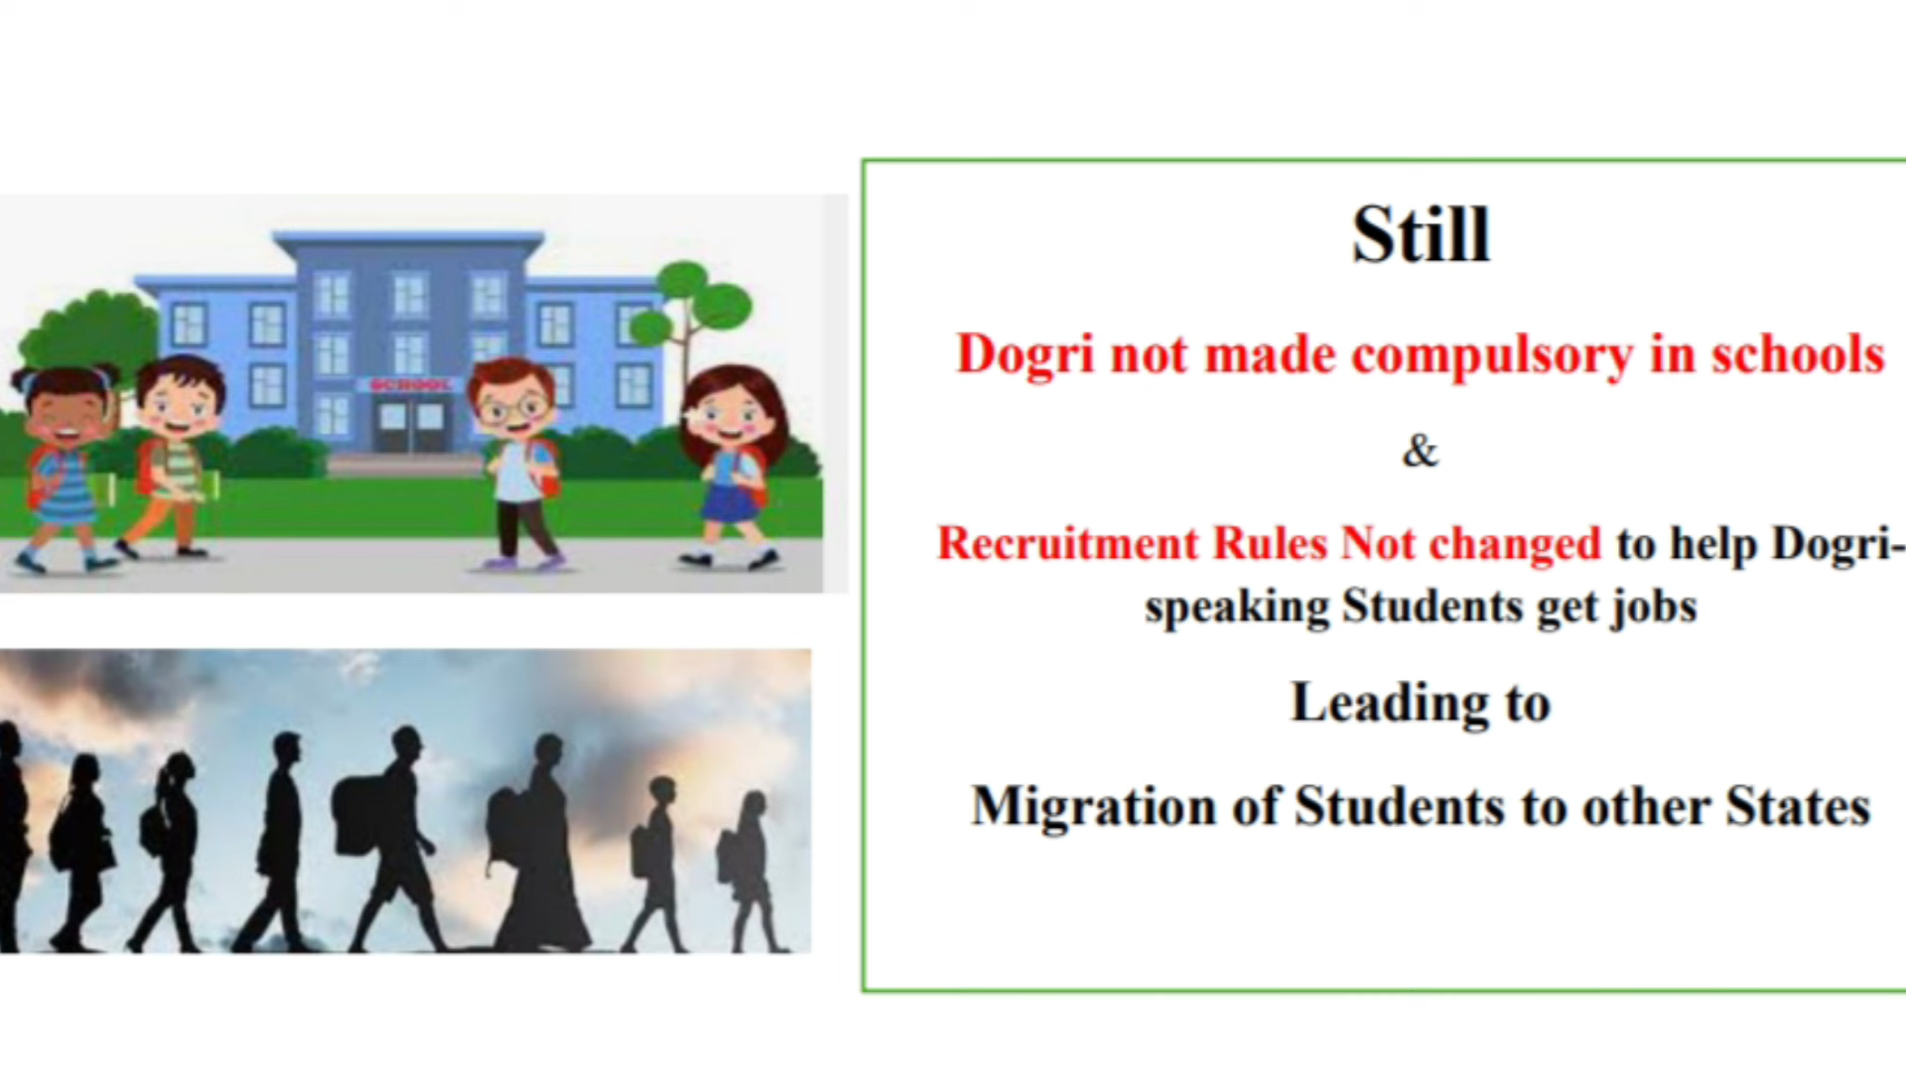 SCHOOL
Still
Dogri not made compulsory in schools
&
Recruitment Rules Not changed to help Dogri-
speaking Students get jobs
Leading to
Migration of Students to other States